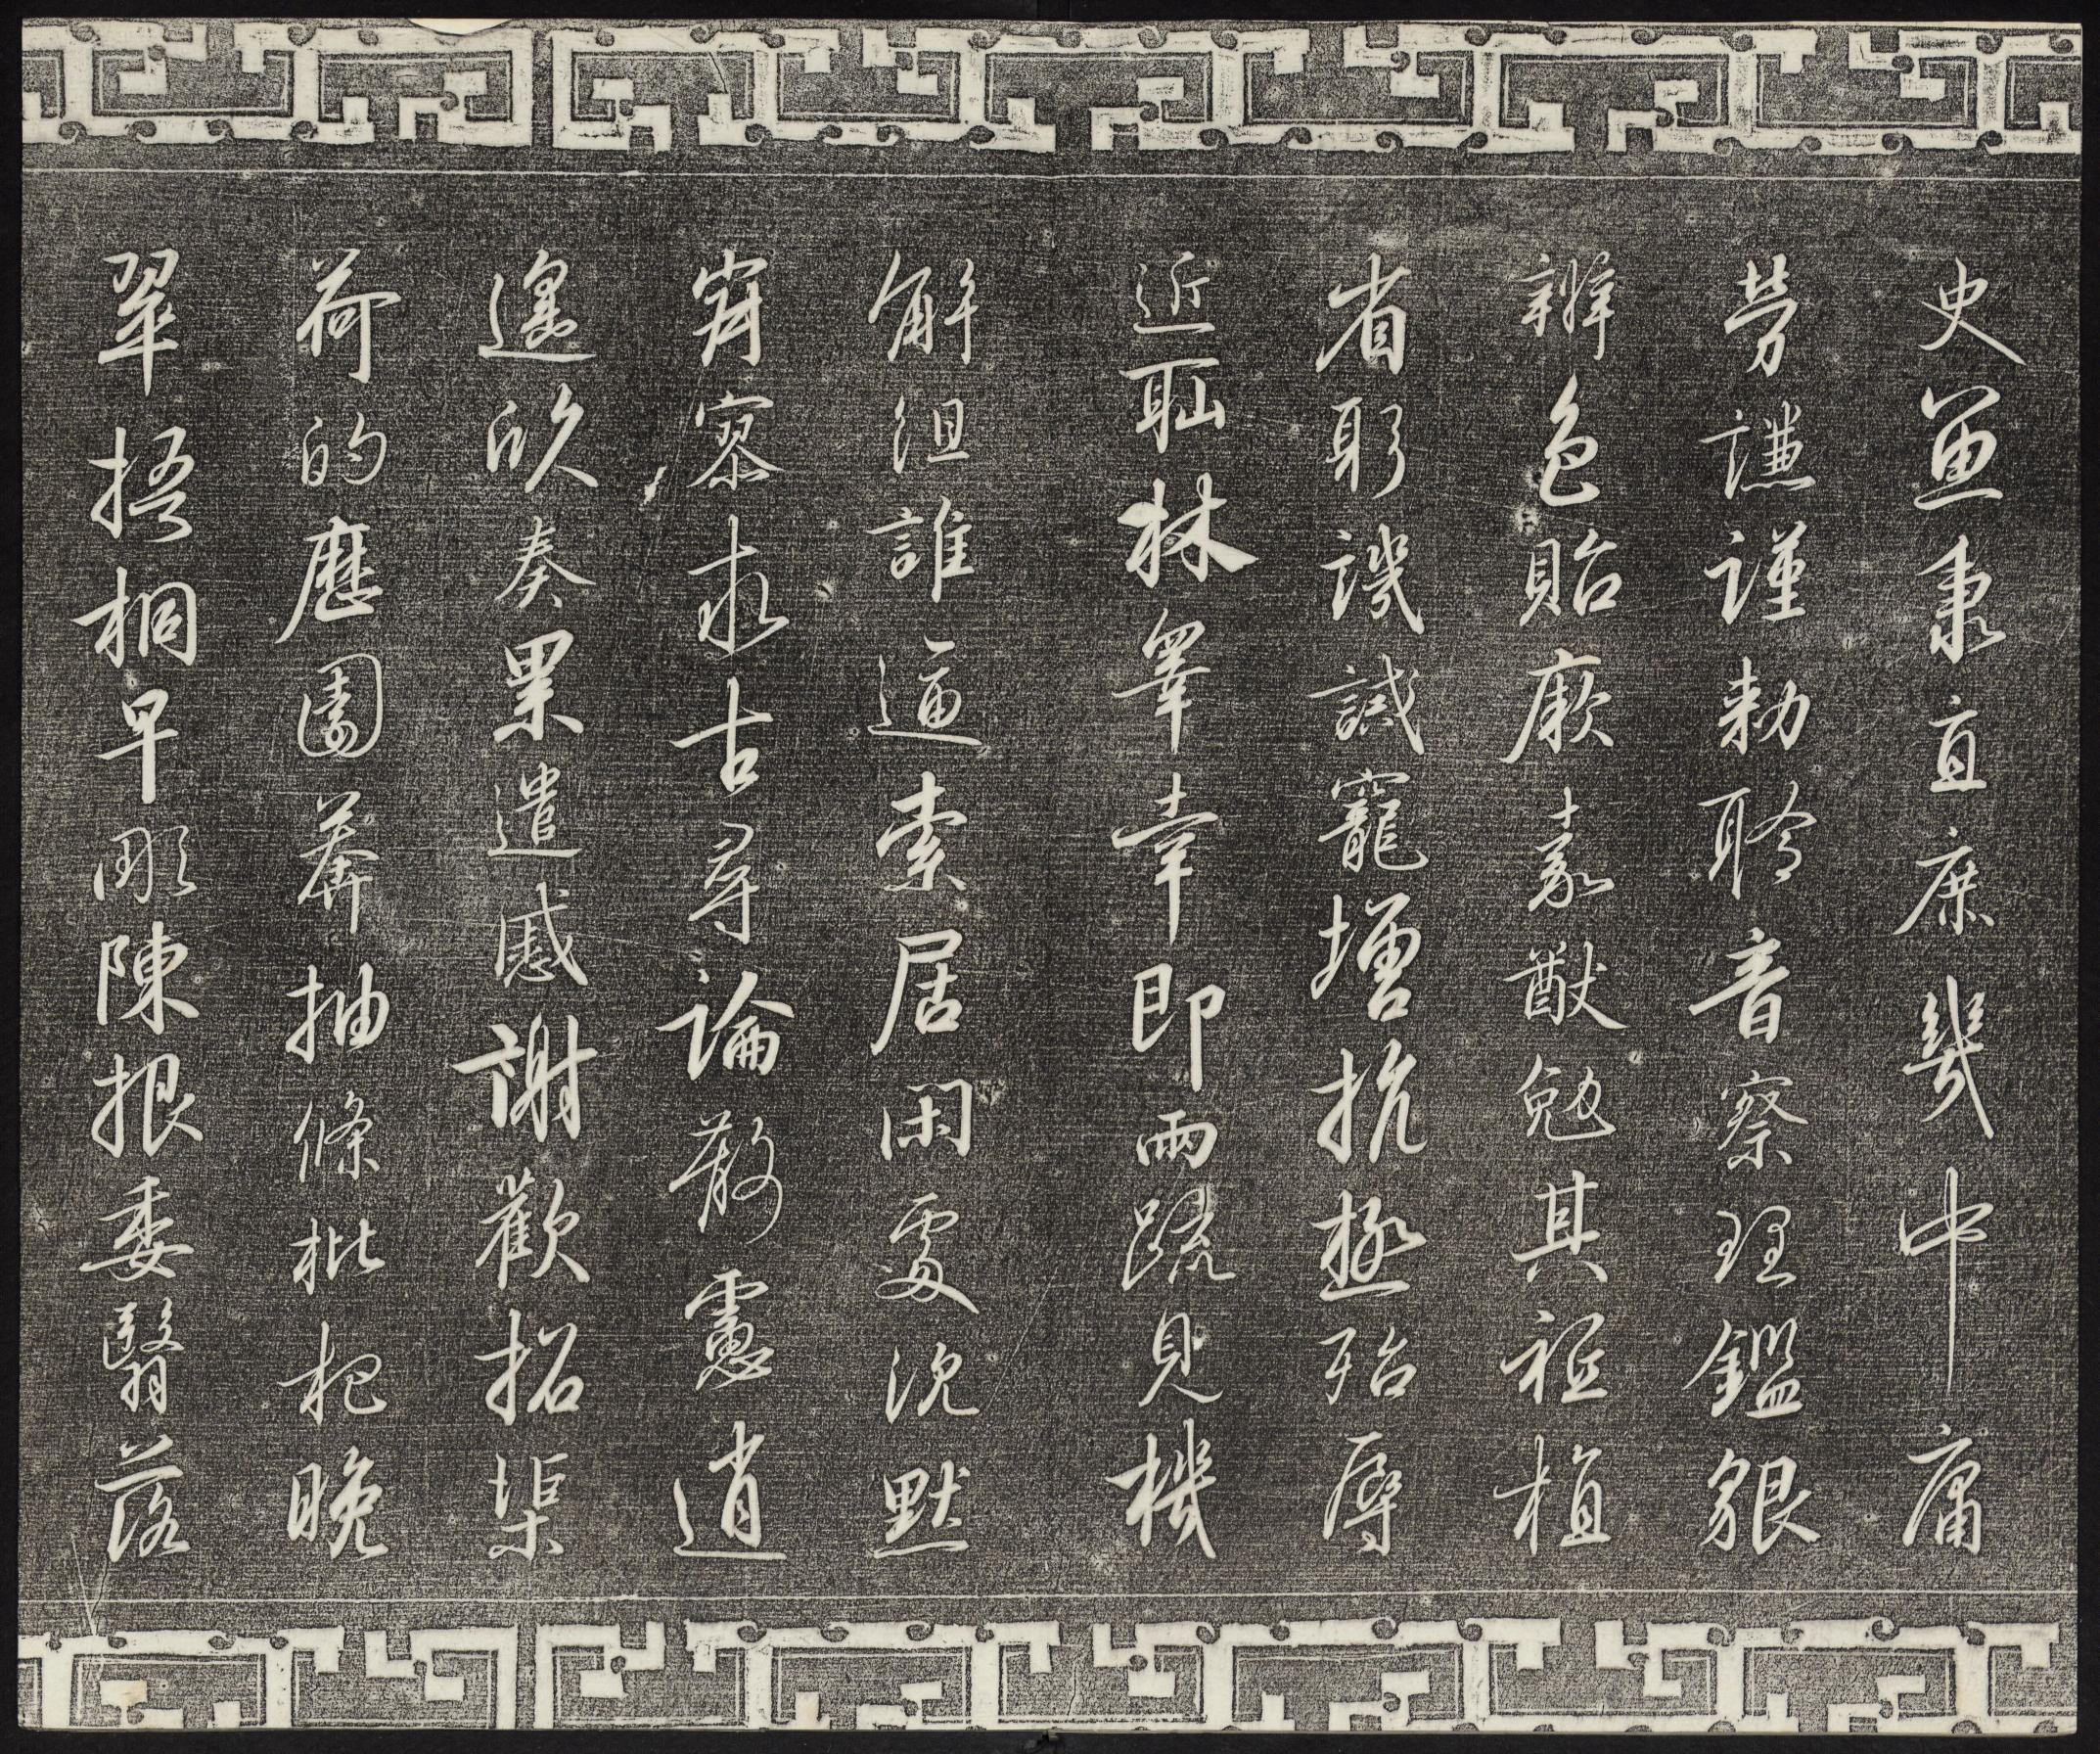 史魚秉直庶幾中庸
勞謙謹勅聆音察理鑑貌
辨色貽厥嘉猷勉其祗植
省躬譏誡寵增抗極殆辱
近恥林睪幸即兩疏見機
解俎誰逼索居閑處沈默
寂寥求古尋論散慮逍
遙欣奏累遣慼謝歡招渠
荷的歷園莽抽條枇杷晚
翠梧桐早彫陳根委翳落